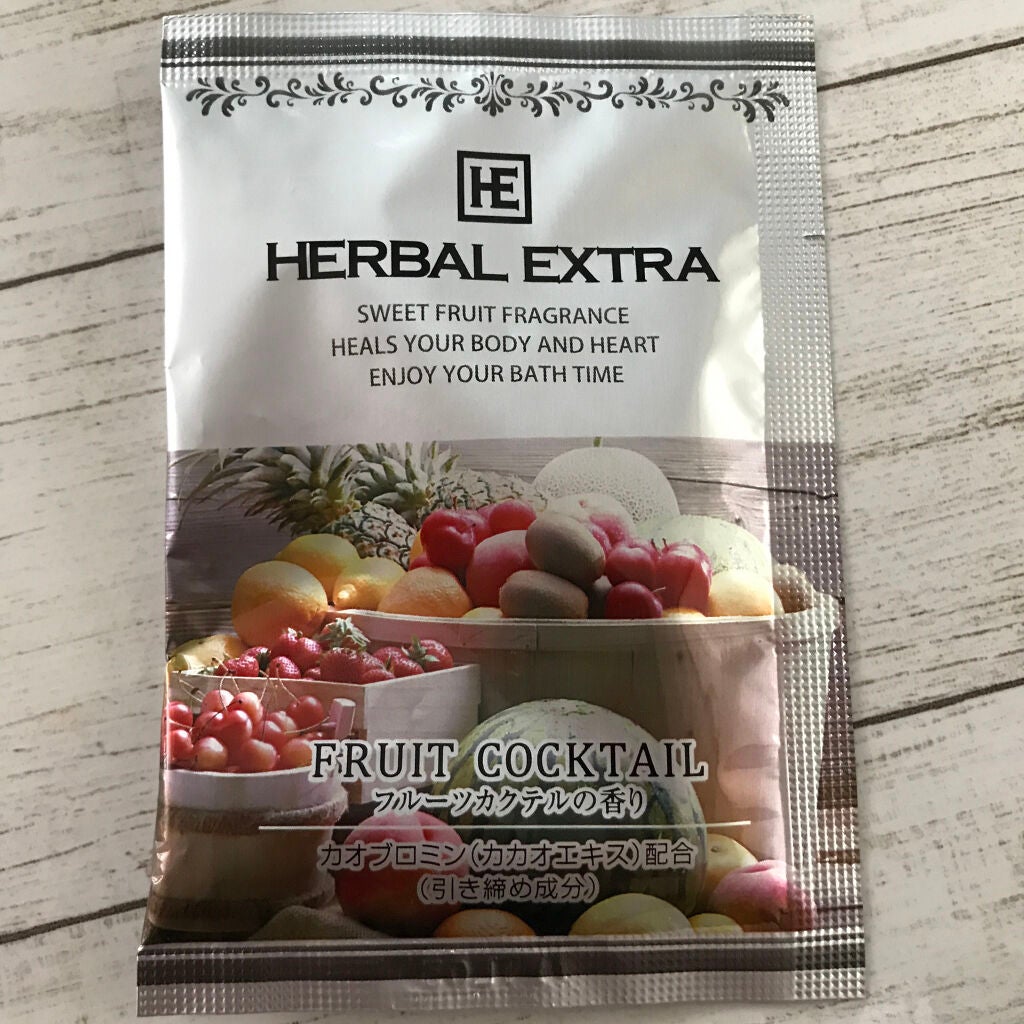 HE
HERBAL EXTRA
SWEET FRUIT FRAGRANCE
HEALS YOUR BODY AND HEART
ENJOY YOUR BATH TIME
FRUIT COCKTAIL
フルーツカクテルの香り
カオブロミン(カカオエキス)配合
(引き締め成分)